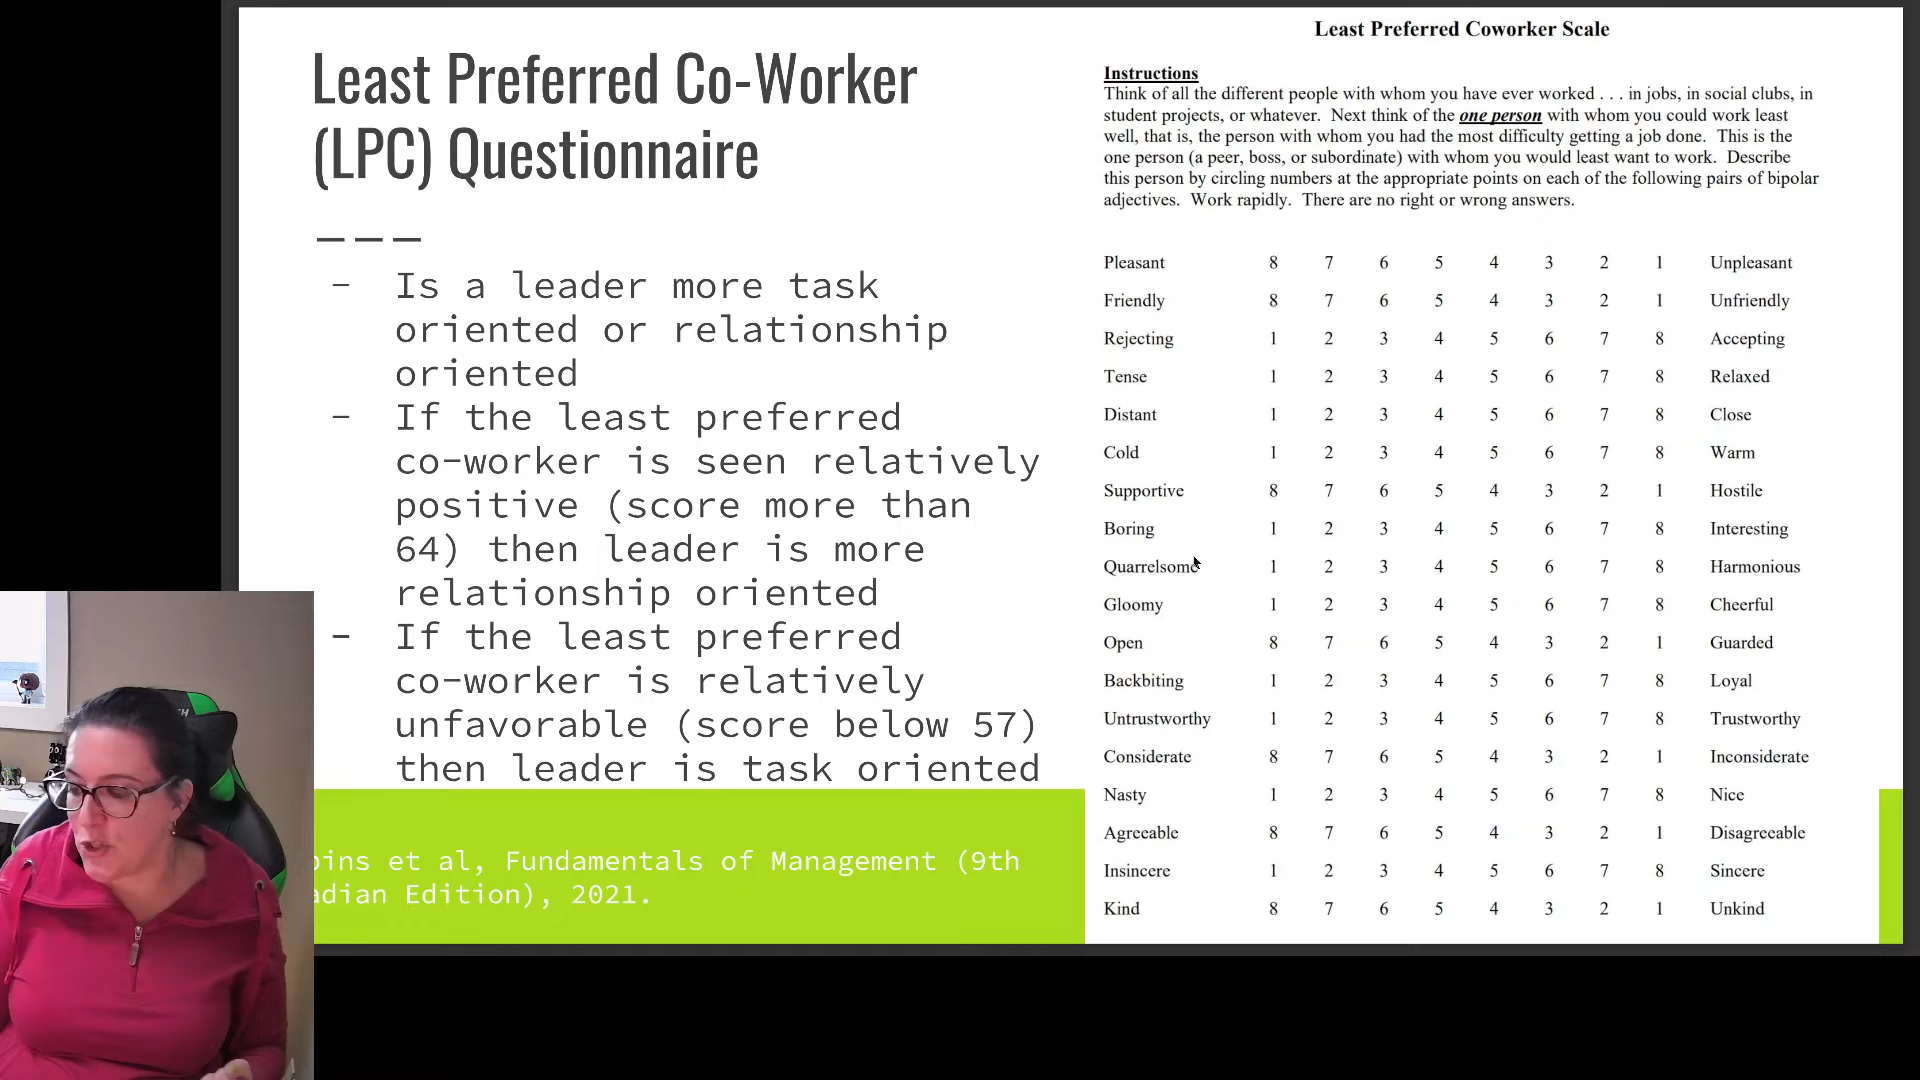 Least Preferred Co-Worker
(LPC) Questionnaire
- Is a leader more task
oriented or relationship
oriented
- If the least preferred
co-worker is seen relatively
positive (score more than
64) then leader is more
relationship oriented
- If the least preferred
co-worker is relatively
unfavorable (score below 57)
then leader is task oriented
et al, Fundamentals of Management (9th
Edition), 2021.
Least Preferred Coworker Scale
Instructions
Think of all the different people with whom you have ever worked . . . in jobs, in social clubs, in
student projects, or whatever. Next think of the one person with whom you could work least
well, that is, the person with whom you had the most difficulty getting a job done. This is the
one person (a peer, boss, or subordinate) with whom you would least want to work. Describe
this person by circling numbers at the appropriate points on each of the following pairs of bipolar
adjectives. Work rapidly. There are no right or wrong answers.
Pleasant 8 7 6 5 4 3 2 1 Unpleasant
Friendly 8 7 6 5 4 3 2 1 Unfriendly
Rejecting 1 2 3 4 5 6 7 8 Accepting
Tense 1 2 3 4 5 6 7 8 Relaxed
Distant 1 2 3 4 5 6 7 8 Close
Cold 1 2 3 4 5 6 7 8 Warm
Supportive 8 7 6 5 4 3 2 1 Hostile
Boring 1 2 3 4 5 6 7 8 Interesting
Quarrelsome 1 2 3 4 5 6 7 8 Harmonious
Gloomy 1 2 3 4 5 6 7 8 Cheerful
Open 8 7 6 5 4 3 2 1 Guarded
Backbiting 1 2 3 4 5 6 7 8 Loyal
Untrustworthy 1 2 3 4 5 6 7 8 Trustworthy
Considerate 8 7 6 5 4 3 2 1 Inconsiderate
Nasty 1 2 3 4 5 6 7 8 Nice
Agreeable 8 7 6 5 4 3 2 1 Disagreeable
Insincere 1 2 3 4 5 6 7 8 Sincere
Kind 8 7 6 5 4 3 2 1 Unkind